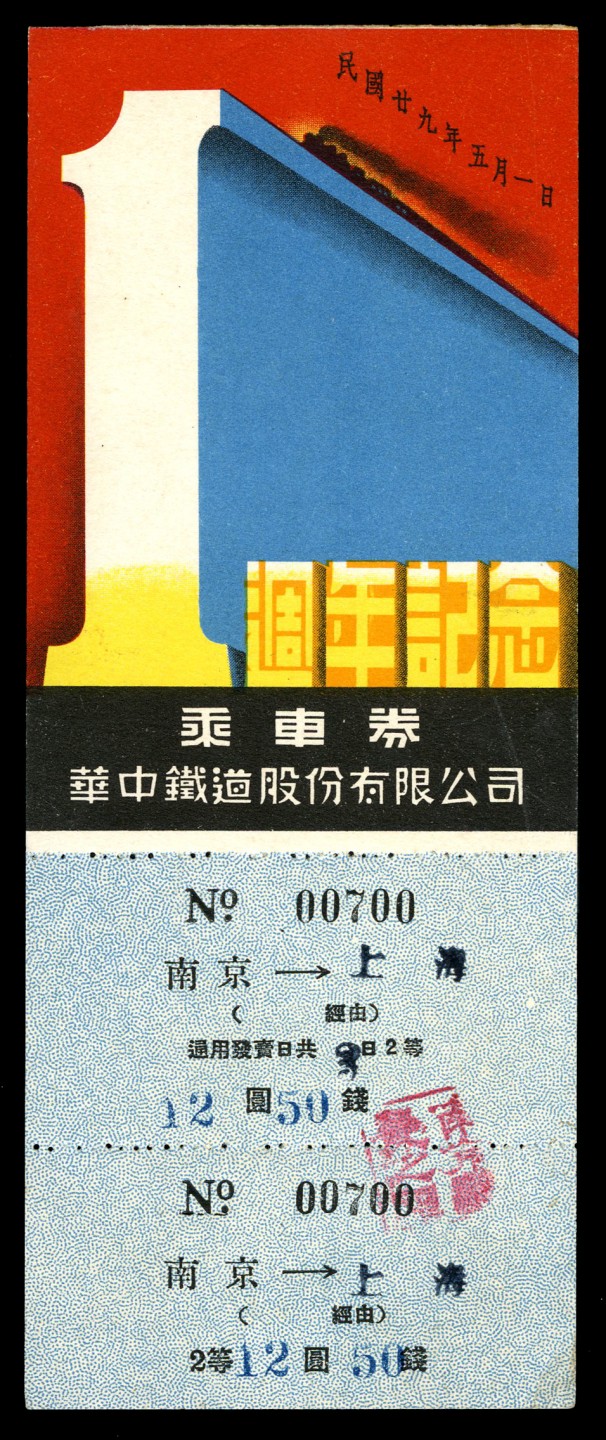 民國廿九年五月一日
1
週年記念
乘車券
華中鐵道股份有限公司
No. 00700
南京→上海
( 經由)
通用發賣日共 日2等
12圓50錢
No. 00700
南京→上海
( 經由)
2等12圓50錢